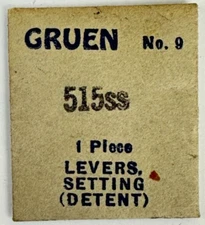 GRUEN No. 9
515ss
1 Piece
LEVERS,
SETTING
(DETENT)